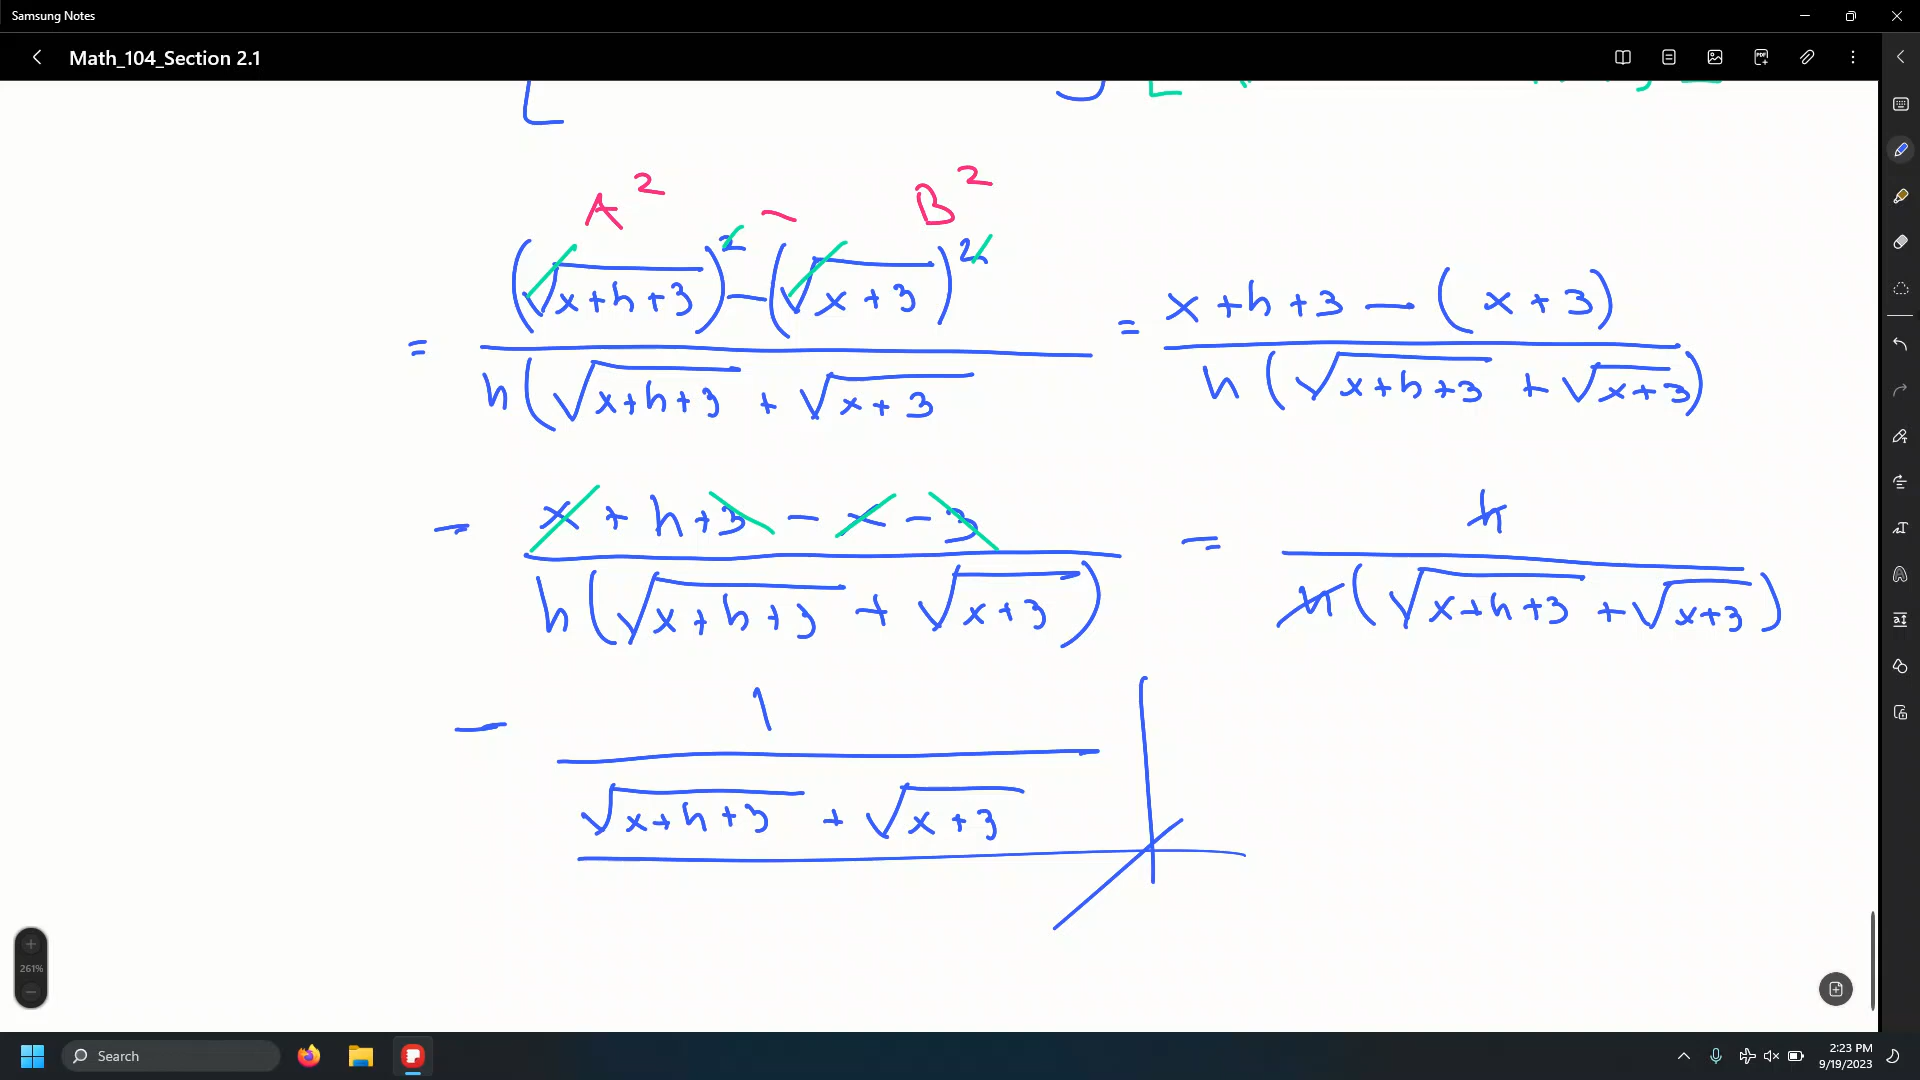 Samsung Notes
Math_104_Section 2.1
A² - B²
= ((√(x+h+3))² - (√(x+3))²) / (h(√(x+h+3) + √(x+3)) = (x+h+3 - (x+3)) / (h(√(x+h+3) + √(x+3)))
= (x+h+3 - x - 3) / (h(√(x+h+3) + √(x+3))) = h / (h(√(x+h+3) + √(x+3)))
= 1 / (√(x+h+3) + √(x+3))
261%
Search
2:23 PM
9/19/2023